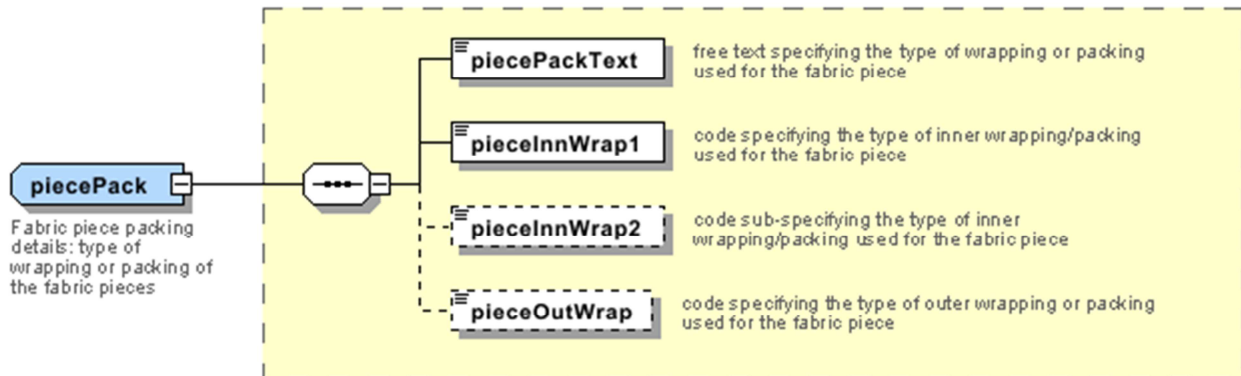 piecePackText
free text specifying the type of wrapping or packing
used for the fabric piece
pieceInnWrap1
code specifying the type of inner wrapping/packing
used for the fabric piece
piecePack
Fabric piece packing
details: type of
wrapping or packing of
the fabric pieces
pieceInnWrap2
code sub-specifying the type of inner
wrapping/packing used for the fabric piece
pieceOutWrap
code specifying the type of outer wrapping or packing
used for the fabric piece